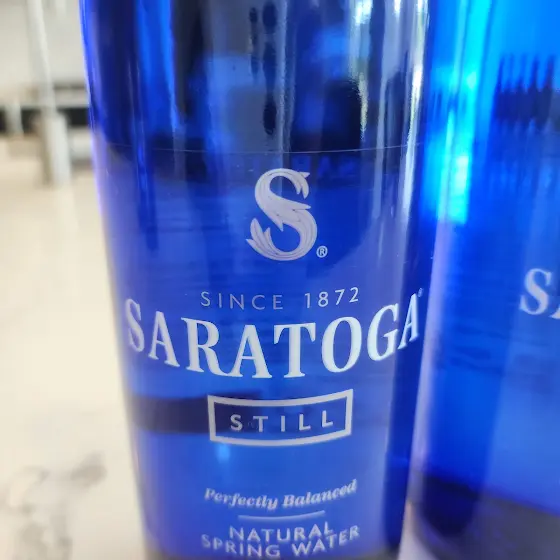 S®
SINCE 1872
SARATOGA®
STILL
Perfectly Balanced
NATURAL
SPRING WATER